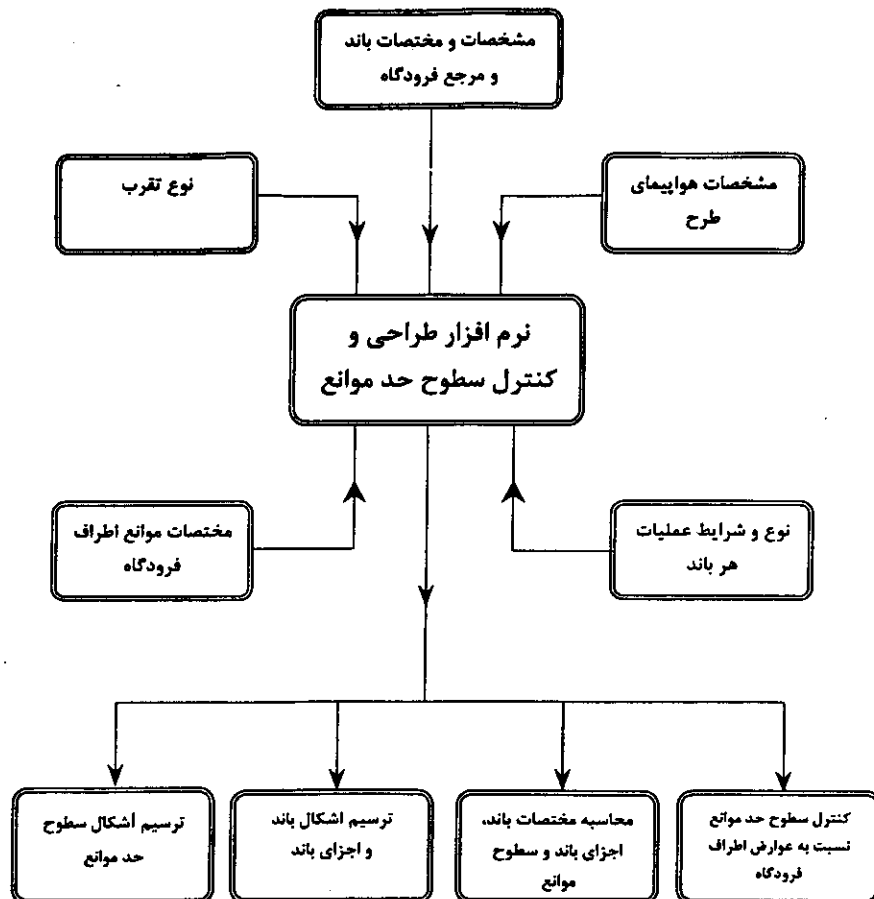 مشخصات و مختصات باند
و مرجع فرودگاه
مشخصات هواپیمای
طرح
نوع تقرب
نرم افزار طراحی و
کنترل سطوح حد موانع
نوع و شرایط عملیات
هر باند
مختصات موانع اطراف
فرودگاه
کنترل سطوح حد موانع
نسبت به عوارض اطراف
فرودگاه
محاسبه مختصات باند،
اجزای باند و سطوح
موانع
ترسیم اشکال باند
و اجزای باند
ترسیم أشکال سطوح
حد موانع